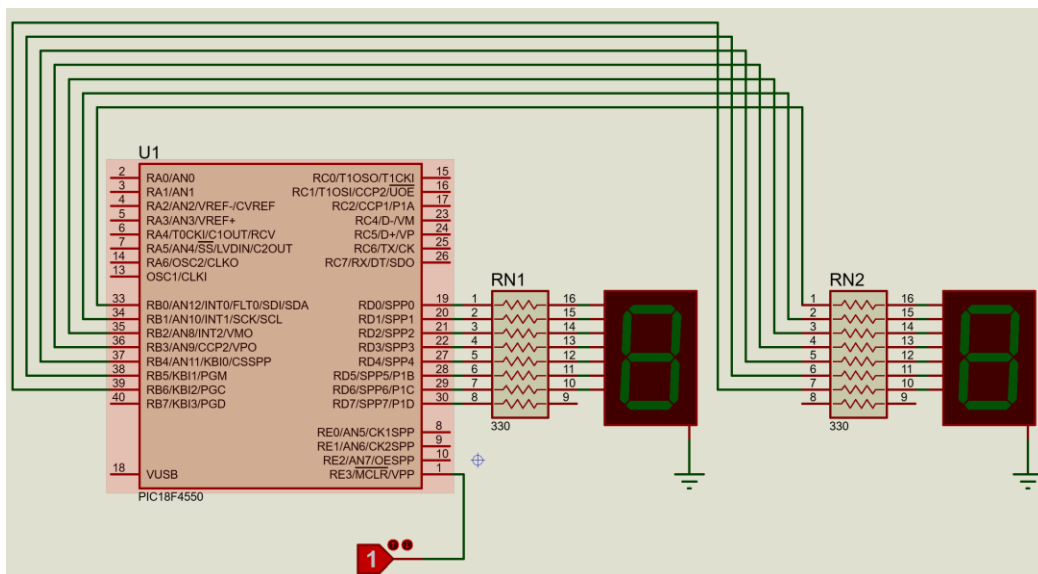 U1
2 RA0/AN0 RC0/T1OSO/T1CKI 15
3 RA1/AN1 RC1/T1OSI/CCP2/UOE 16
4 RA2/AN2/VREF-/CVREF RC2/CCP1/P1A 17
5 RA3/AN3/VREF+ RC4/D-/VM 23
6 RA4/T0CKI/C1OUT/RCV RC5/D+/VP 24
7 RA5/AN4/SS/LVDIN/C2OUT RC6/TX/CK 25
14 RA6/OSC2/CLKO RC7/RX/DT/SDO 26
13 OSC1/CLKI
RN1 RN2
33 RB0/AN12/INT0/FLT0/SDI/SDA RD0/SPP0 19 1 16 1 16
34 RB1/AN10/INT1/SCK/SCL RD1/SPP1 20 2 15 2 15
35 RB2/AN8/INT2/VMO RD2/SPP2 21 3 14 3 14
36 RB3/AN9/CCP2/VPO RD3/SPP3 22 4 13 4 13
37 RB4/AN11/KBI0/CSSPP RD4/SPP4 27 5 12 5 12
38 RB5/KBI1/PGM RD5/SPP5/P1B 28 6 11 6 11
39 RB6/KBI2/PGC RD6/SPP6/P1C 29 7 10 7 10
40 RB7/KBI3/PGD RD7/SPP7/P1D 30 8 9 8 9
330 330
RE0/AN5/CK1SPP 8
RE1/AN6/CK2SPP 9
RE2/AN7/OESPP 10
18 VUSB RE3/MCLR/VPP 1
PIC18F4550
1